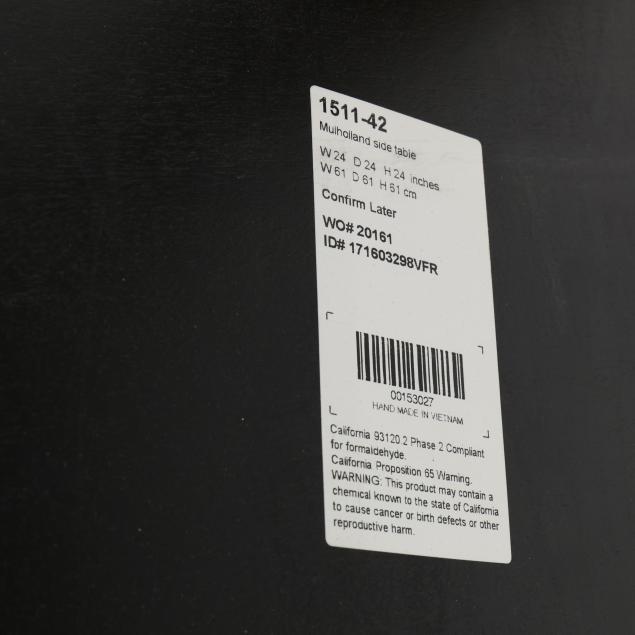 1511-42
Mulholland side table
W 24 D 24 H 24 inches
W 61 D 61 H 61 cm
Confirm Later
WO# 20161
ID# 171603298VFR
00153027
HAND MADE IN VIETNAM
California 93120.2 Phase 2 Compliant
for formaldehyde.
California Proposition 65 Warning.
WARNING: This product may contain a
chemical known to the state of California
to cause cancer or birth defects or other
reproductive harm.